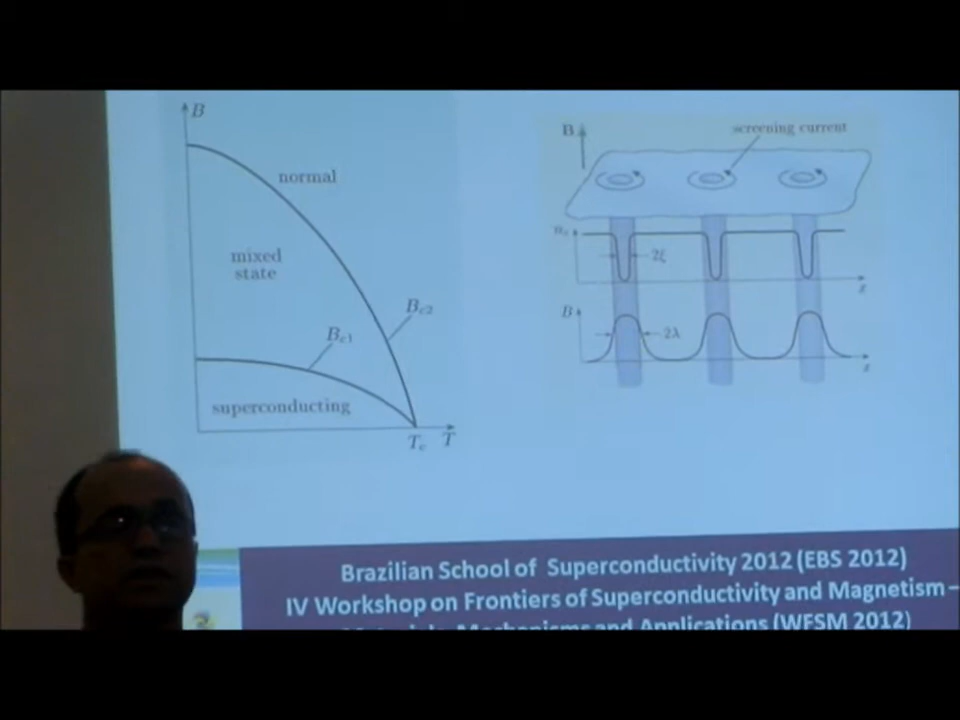 B
normal
mixed
state
B_c2
B_c1
superconducting
T_c T
B
screening current
2ξ
z
B
2λ
z
Brazilian School of Superconductivity 2012 (EBS 2012)
IV Workshop on Frontiers of Superconductivity and Magnetism –
Mechanisms and Applications (WFSM 2012)